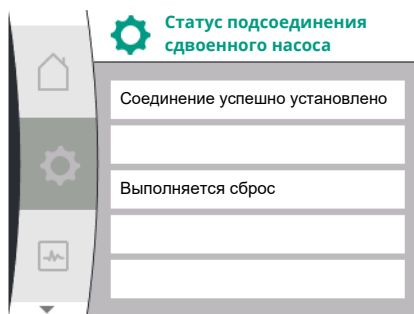 Статус подсоединения
сдвоенного насоса
Соединение успешно установлено
Выполняется сброс